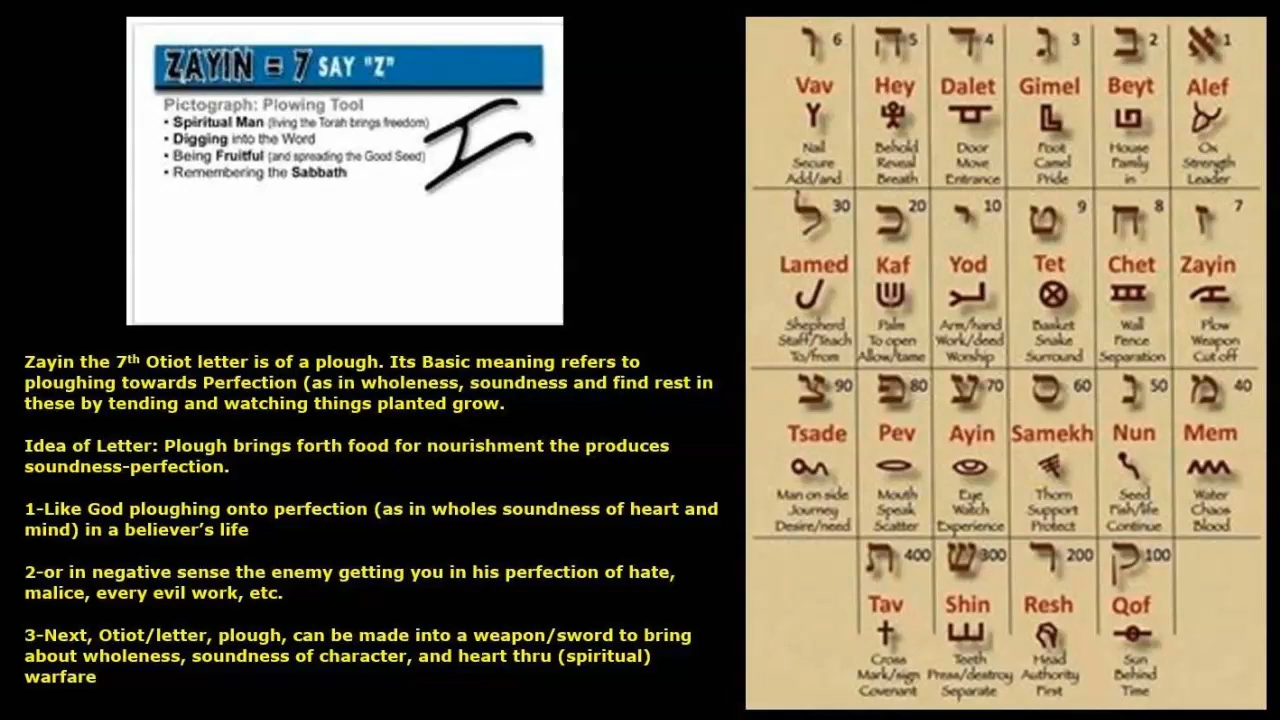 ZAYIN = 7 SAY "Z"
Pictograph: Plowing Tool
• Spiritual Man (living the Torah brings freedom)
• Digging into the Word
• Being Fruitful (and spreading the Good Seed)
• Remembering the Sabbath
Zayin the 7th Otiot letter is of a plough. Its Basic meaning refers to
ploughing towards Perfection (as in wholeness, soundness and find rest in
these by tending and watching things planted grow.
Idea of Letter: Plough brings forth food for nourishment the produces
soundness-perfection.
1-Like God ploughing onto perfection (as in wholes soundness of heart and
mind) in a believer's life
2-or in negative sense the enemy getting you in his perfection of hate,
malice, every evil work, etc.
3-Next, Otiot/letter, plough, can be made into a weapon/sword to bring
about wholeness, soundness of character, and heart thru (spiritual)
warfare
ו 6 ה 5 ד 4 ג 3 ב 2 א 1
Vav Hey Dalet Gimel Beyt Alef
Nail Behold Door Foot House Ox
Secure Reveal Move Camel Family Strength
Add/and Breath Entrance Pride in Leader
ל 30 כ 20 י 10 ט 9 ח 8 ז 7
Lamed Kaf Yod Tet Chet Zayin
Shepherd Palm Arm/hand Basket Wall Plow
Staff/Teach To open Work/deed Snake Fence Weapon
To/from Allow/tame Worship Surround Separation Cut off
צ 90 פ 80 ע 70 ס 60 נ 50 מ 40
Tsade Pey Ayin Samekh Nun Mem
Man on side Mouth Eye Thorn Seed Water
Journey Speak Watch Support Fish/life Chaos
Desire/need Scatter Experience Protect Continue Blood
ת 400 ש 300 ר 200 ק 100
Tav Shin Resh Qof
Cross Teeth Head Sun
Mark/sign Press/destroy Authority Behind
Covenant Separate First Time